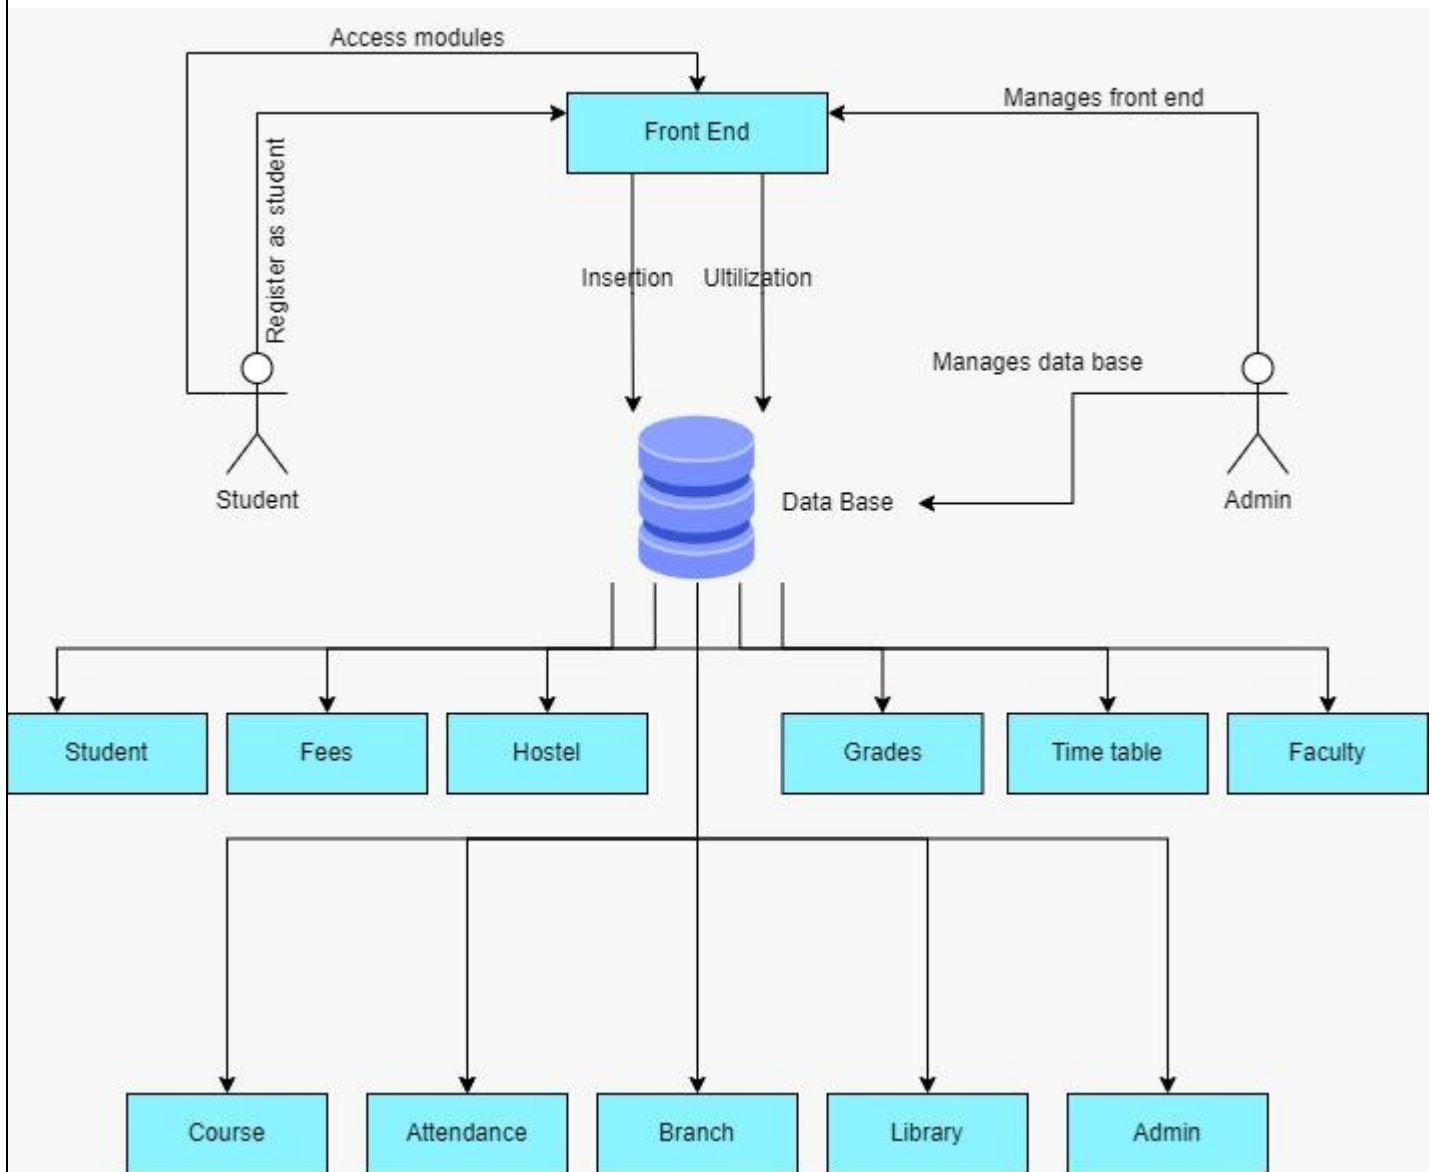 Access modules
Manages front end
Front End
Register as student
Insertion
Ultilization
Manages data base
Student
Data Base
Admin
Student
Fees
Hostel
Grades
Time table
Faculty
Course
Attendance
Branch
Library
Admin